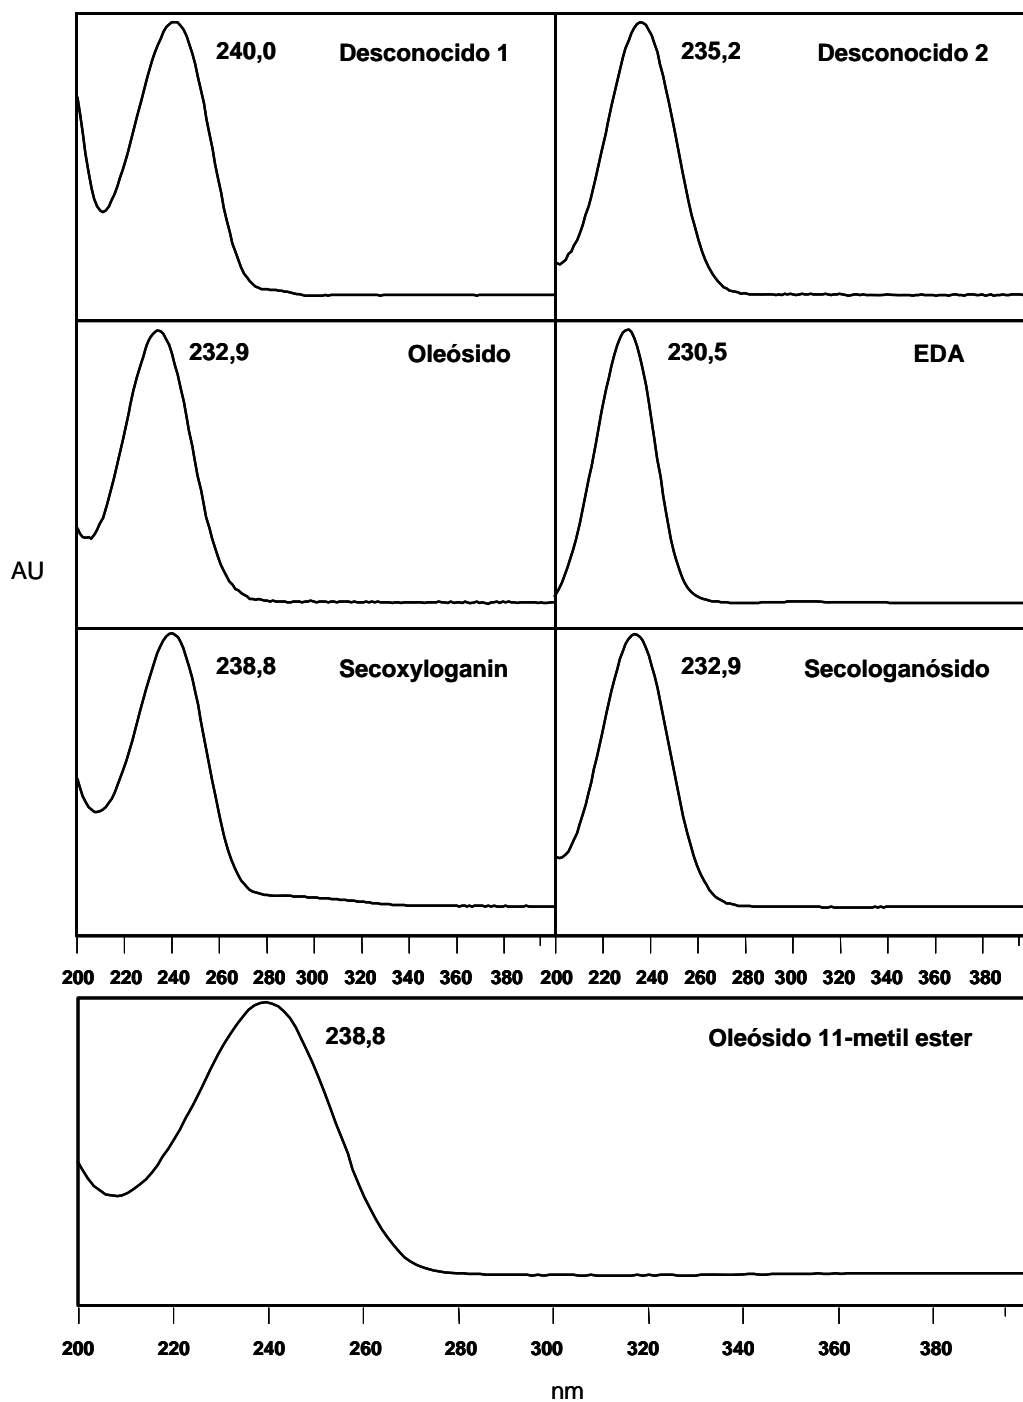 240,0 Desconocido 1 235,2 Desconocido 2
232,9 Oleósido 230,5 EDA
AU
238,8 Secoxyloganin 232,9 Secologanósido
200 220 240 260 280 300 320 340 360 380 200 220 240 260 280 300 320 340 360 380
238,8 Oleósido 11-metil ester
200 220 240 260 280 300 320 340 360 380
nm